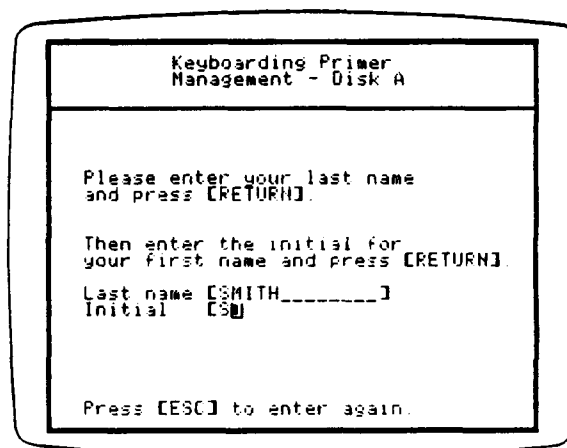 Keyboarding Primer
Management - Disk A
Please enter your last name
and press [RETURN].
Then enter the initial for
your first name and press [RETURN].
Last name [SMITH________]
Initial [S]
Press [ESC] to enter again.